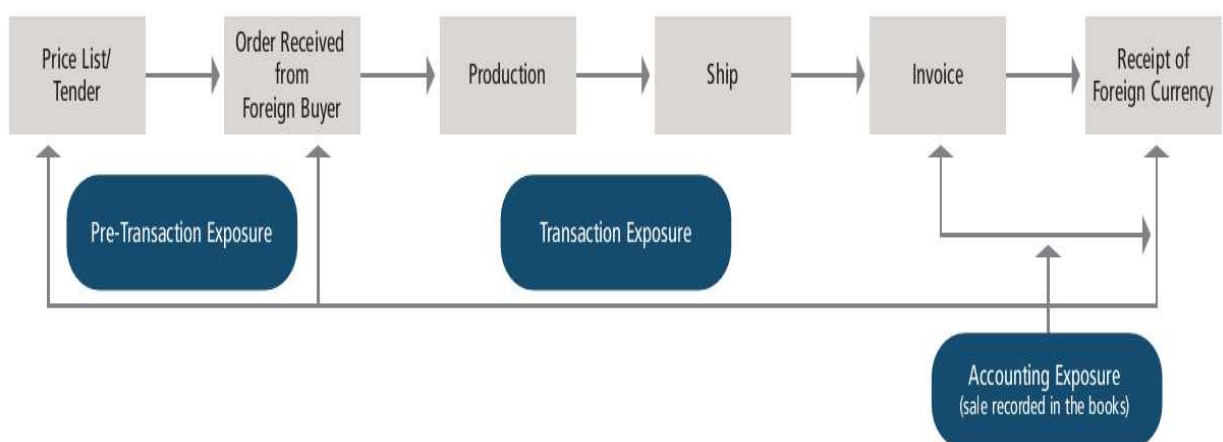 Price List/
Tender
Order Received
from
Foreign Buyer
Production
Ship
Invoice
Receipt of
Foreign Currency
Pre-Transaction Exposure
Transaction Exposure
Accounting Exposure
(sale recorded in the books)